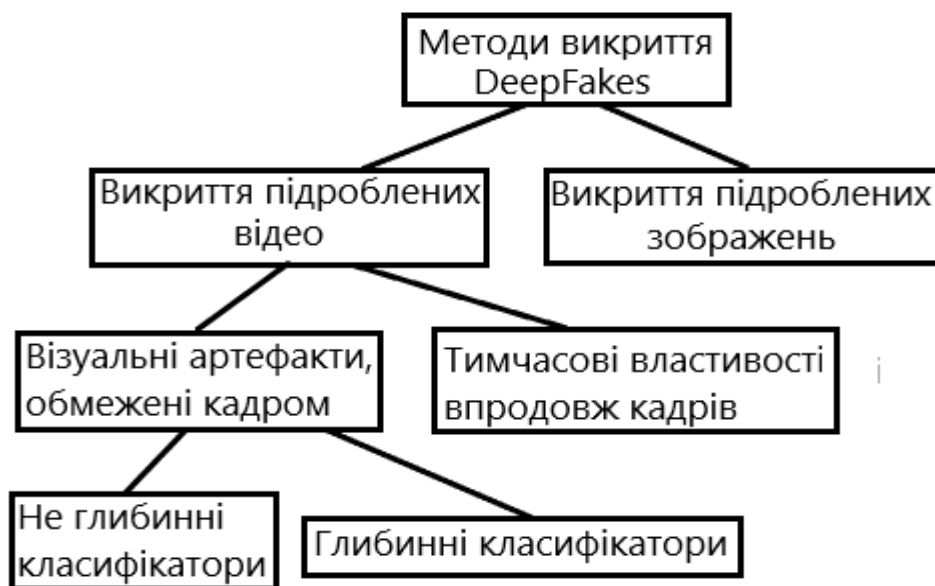 Методи викриття
DeepFakes
Викриття підроблених
відео
Викриття підроблених
зображень
Візуальні артефакти,
обмежені кадром
Тимчасові властивості
впродовж кадрів
і
Не глибинні
класифікатори
Глибинні класифікатори